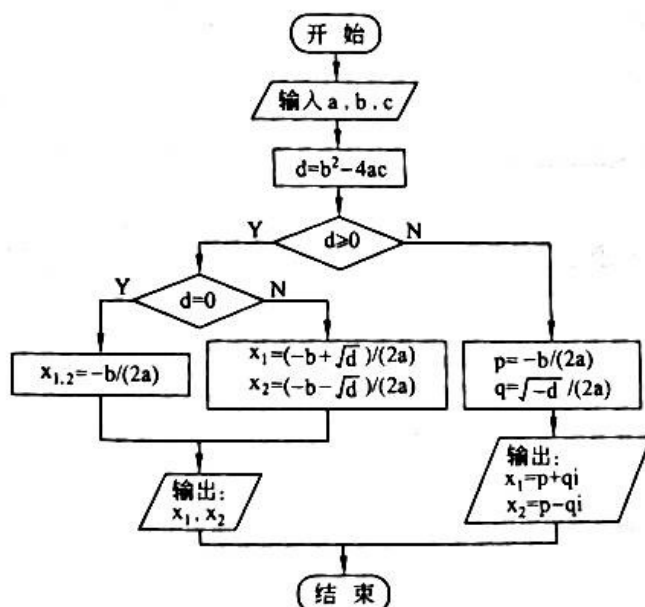 开 始
输入 a , b , c
d=b²−4ac
Y
d≥0
N
Y
d=0
N
x₁,₂=−b/(2a)
x₁=(−b+√d )/(2a)
x₂=(−b−√d )/(2a)
p=−b/(2a)
q=√−d /(2a)
输出:
x₁, x₂
输出:
x₁=p+qi
x₂=p−qi
结 束